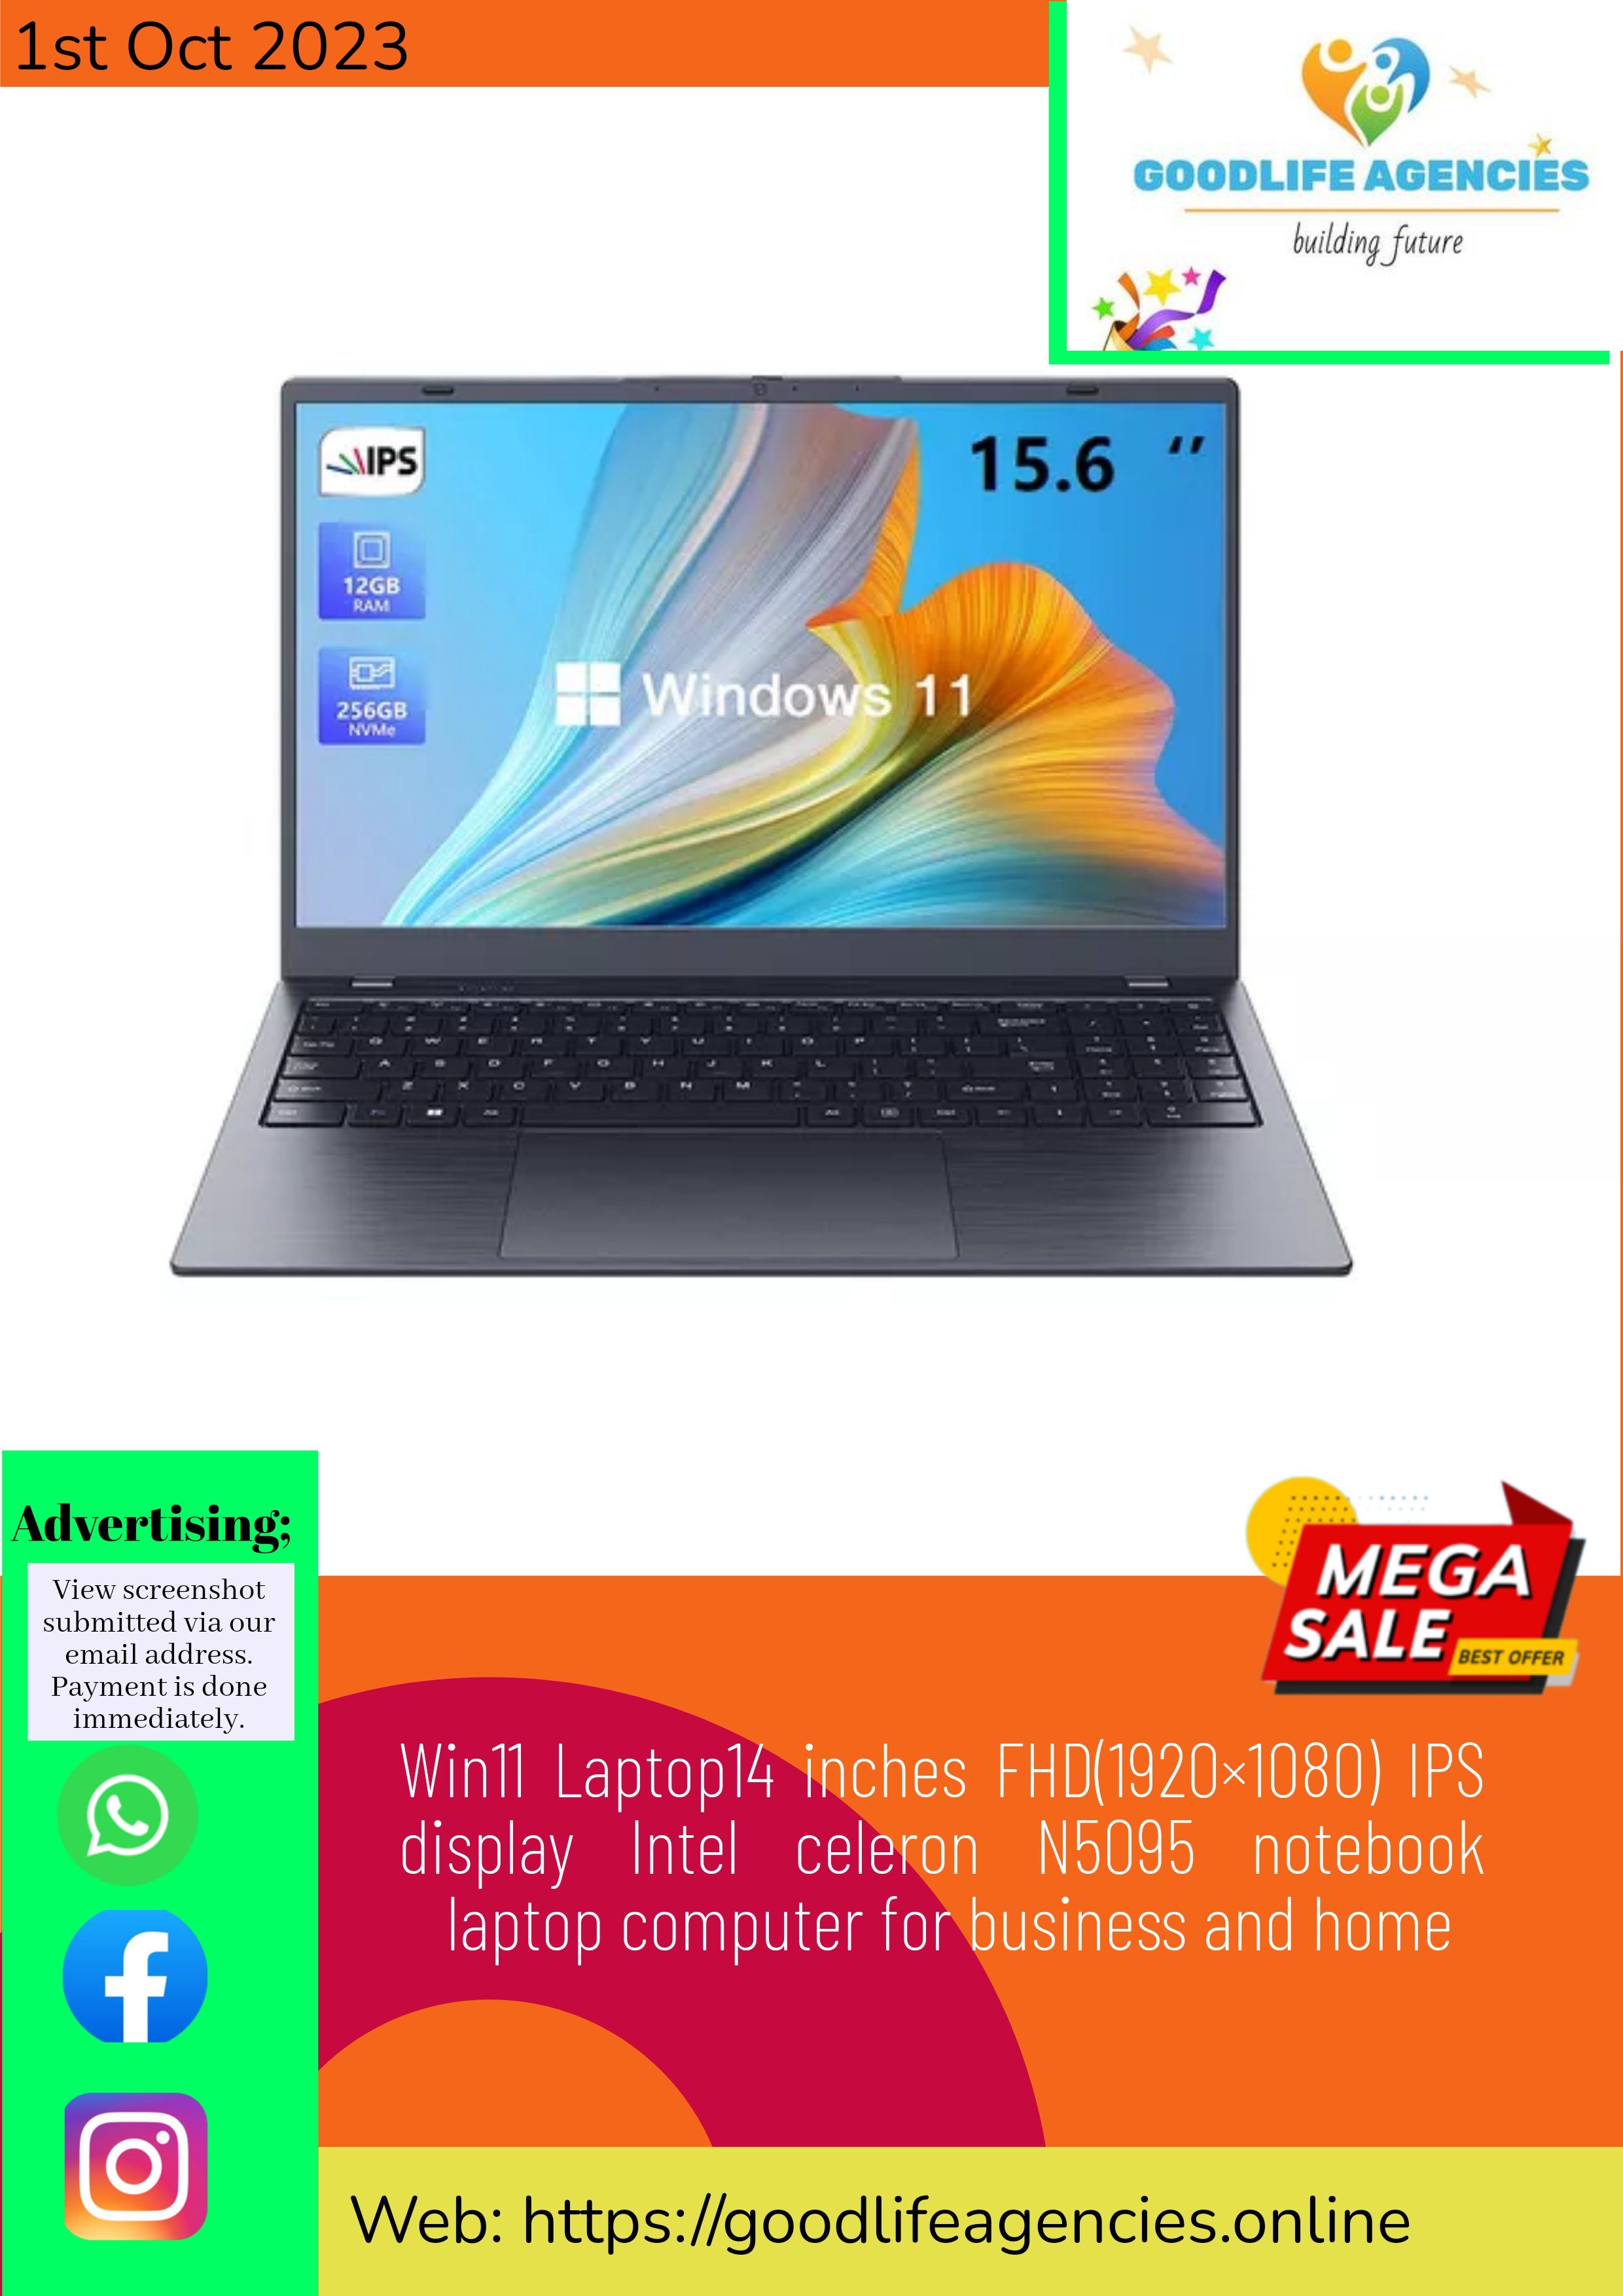 1st Oct 2023
GOODLIFE AGENCIES
building future
IPS
15.6 ‘’
12GB
RAM
256GB
NVMe
Windows 11
Advertising;
View screenshot
submitted via our
email address.
Payment is done
immediately.
MEGA
SALE
BEST OFFER
Win11 Laptop14 inches FHD(1920×1080) IPS
display Intel celeron N5095 notebook
laptop computer for business and home
Web: https://goodlifeagencies.online